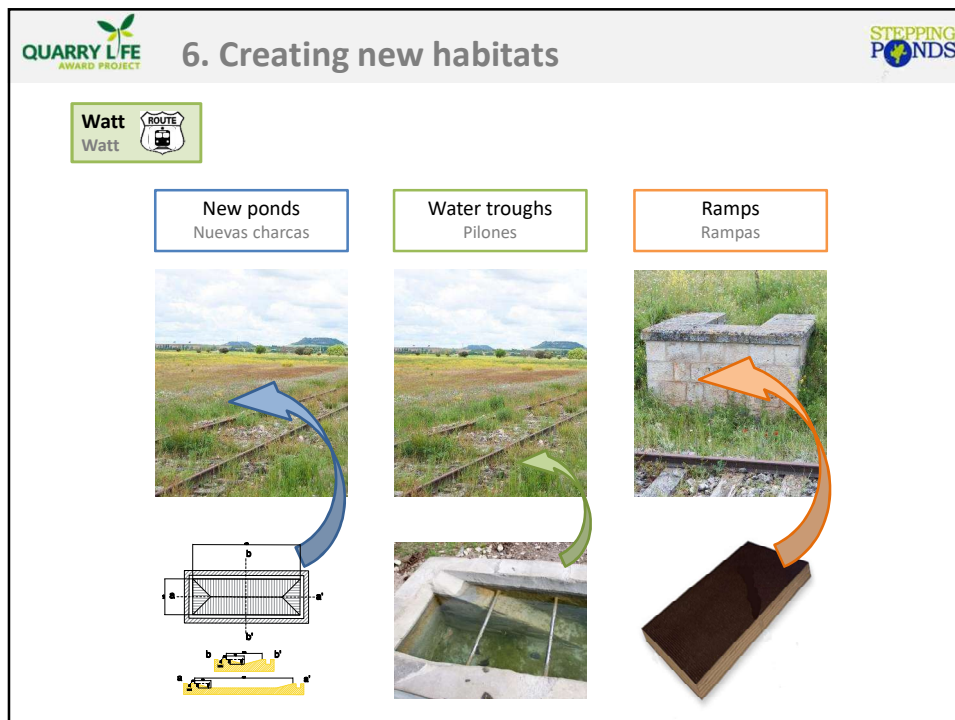 QUARRY LIFE
AWARD PROJECT
6. Creating new habitats
STEPPING
PONDS
Watt
Watt
ROUTE
New ponds
Nuevas charcas
Water troughs
Pilones
Ramps
Rampas
b
a
a'
b'
b
b'
a
a'